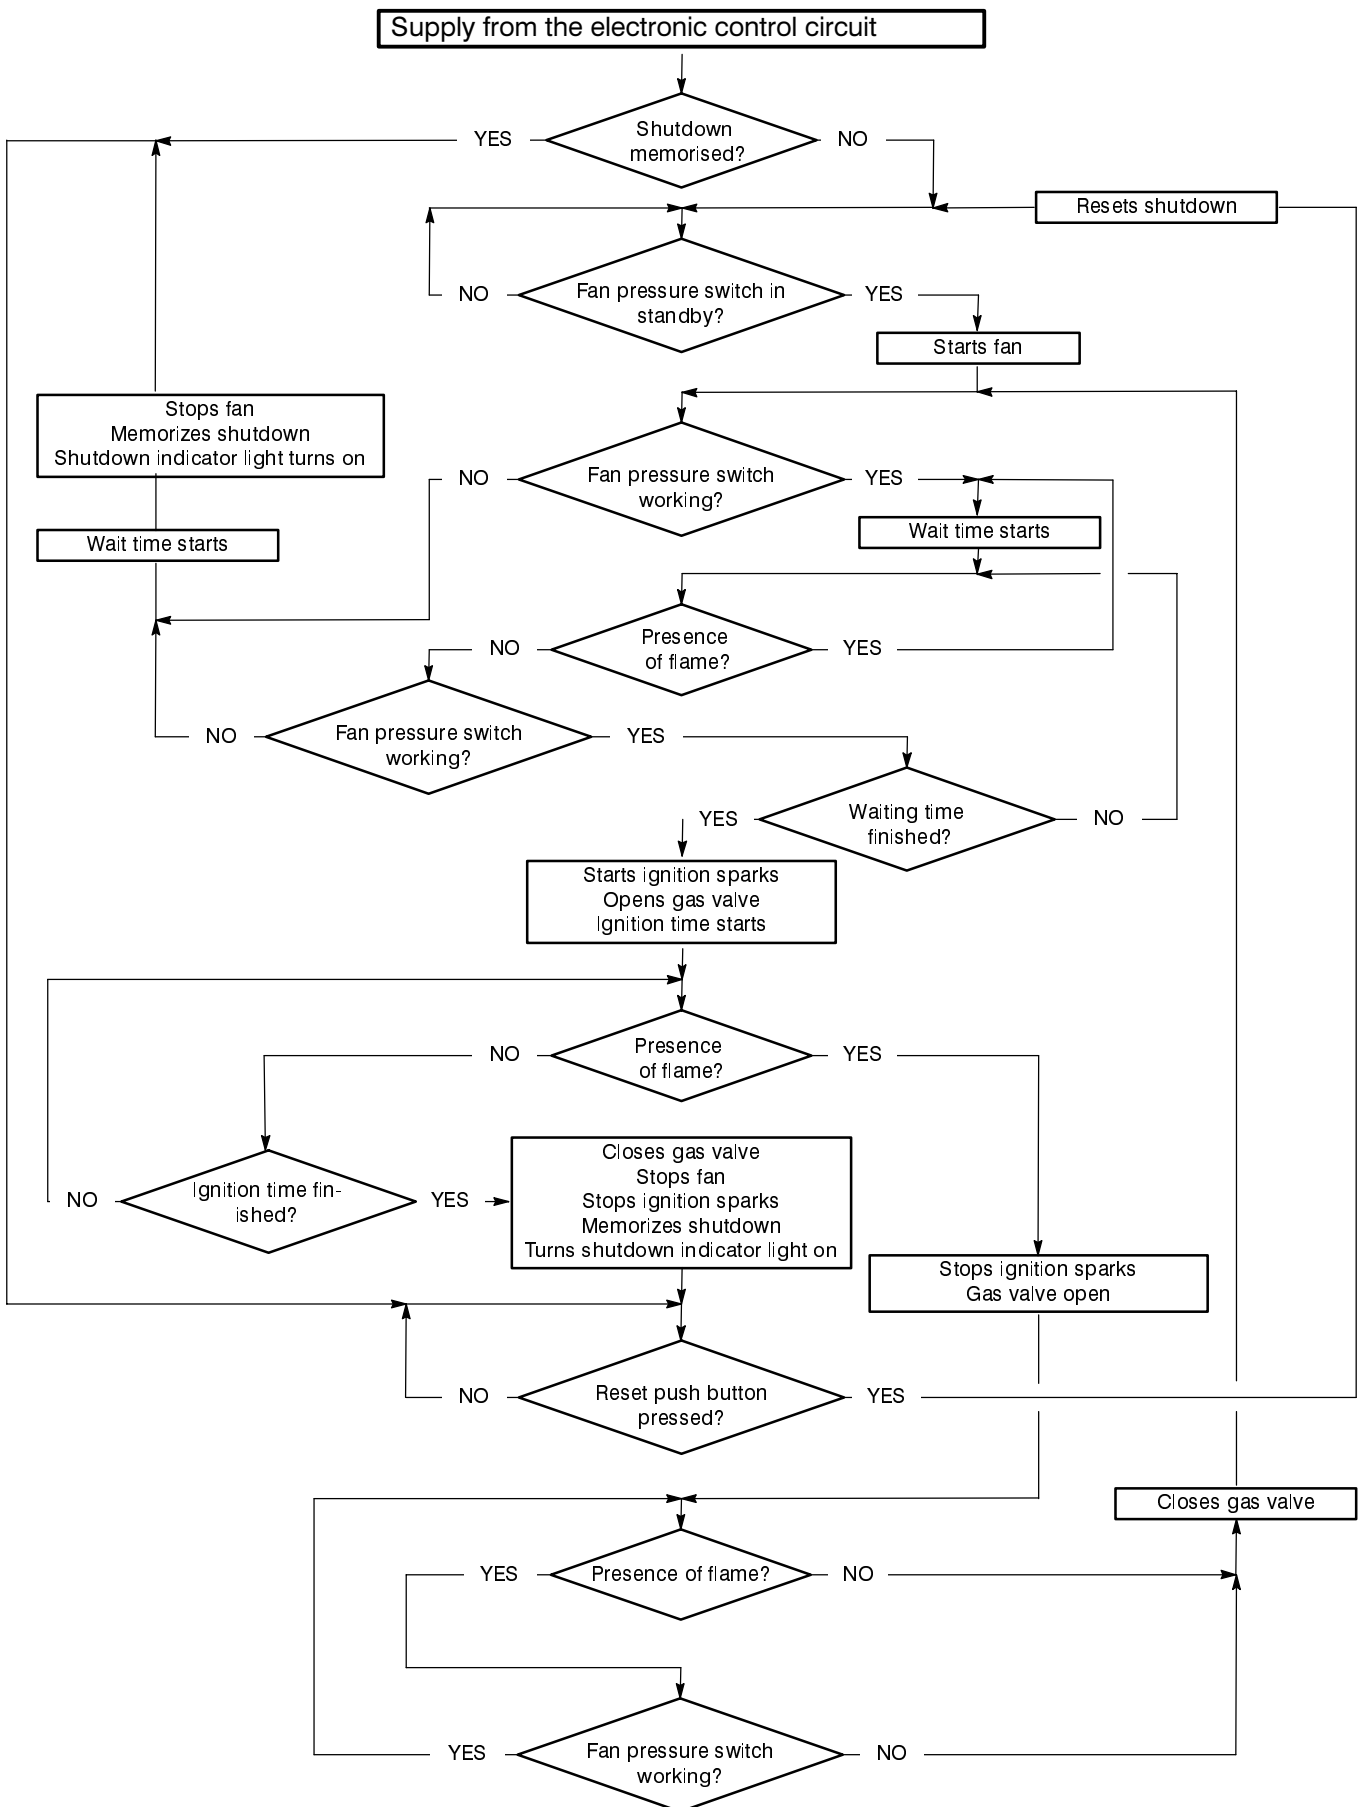 Supply from the electronic control circuit
YES
Shutdown
memorised?
NO
Resets shutdown
NO
Fan pressure switch in
standby?
YES
Starts fan
Stops fan
Memorizes shutdown
Shutdown indicator light turns on
NO
Fan pressure switch
working?
YES
Wait time starts
Wait time starts
NO
Presence
of flame?
YES
NO
Fan pressure switch
working?
YES
YES
Waiting time
finished?
NO
Starts ignition sparks
Opens gas valve
Ignition time starts
NO
Presence
of flame?
YES
NO
Ignition time fin-
ished?
YES
Closes gas valve
Stops fan
Stops ignition sparks
Memorizes shutdown
Turns shutdown indicator light on
Stops ignition sparks
Gas valve open
NO
Reset push button
pressed?
YES
Closes gas valve
YES
Presence of flame?
NO
YES
Fan pressure switch
working?
NO